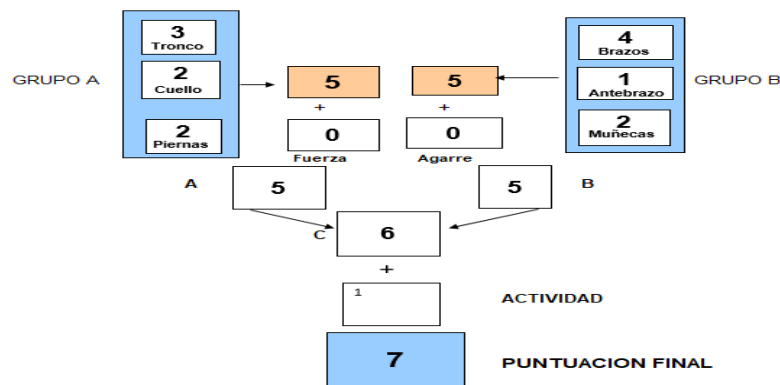 3
Tronco
GRUPO A
2
Cuello
2
Piernas
5
+
0
Fuerza
5
+
0
Agarre
4
Brazos
1
Antebrazo
GRUPO B
2
Muñecas
A
5
5
B
C
6
+
1
ACTIVIDAD
7
PUNTUACION FINAL